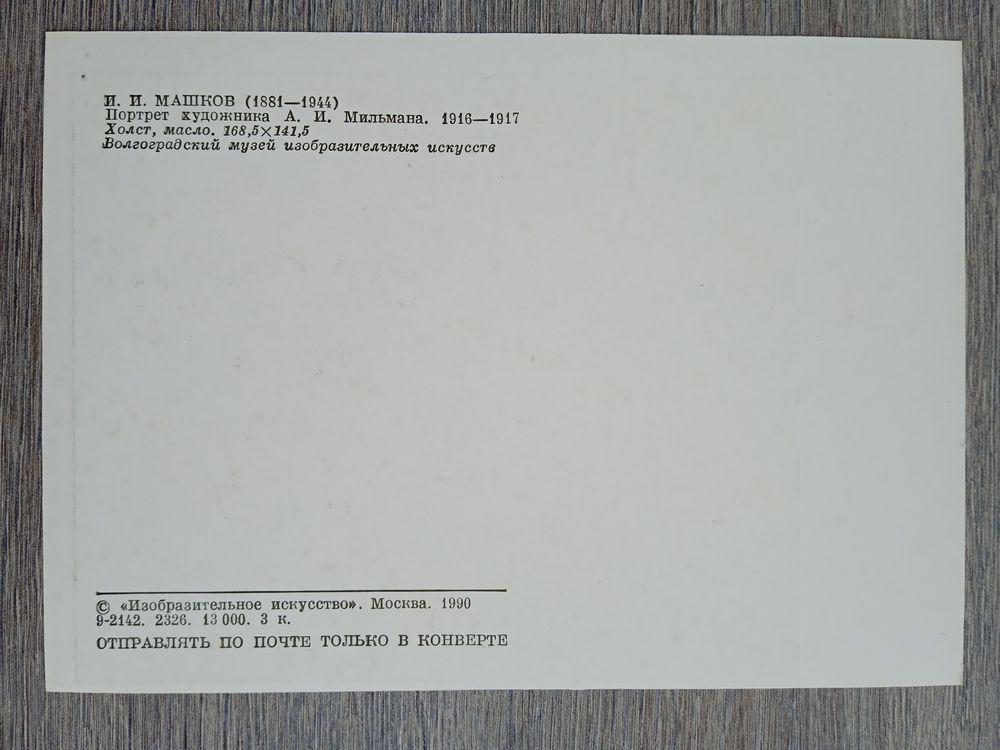 И. И. МАШКОВ (1881—1944)
Портрет художника А. И. Мильмана. 1916—1917
Холст, масло. 168,5×141,5
Волгоградский музей изобразительных искусств
© «Изобразительное искусство». Москва. 1990
9-2142. 2326. 13 000. 3 к.
ОТПРАВЛЯТЬ ПО ПОЧТЕ ТОЛЬКО В КОНВЕРТЕ